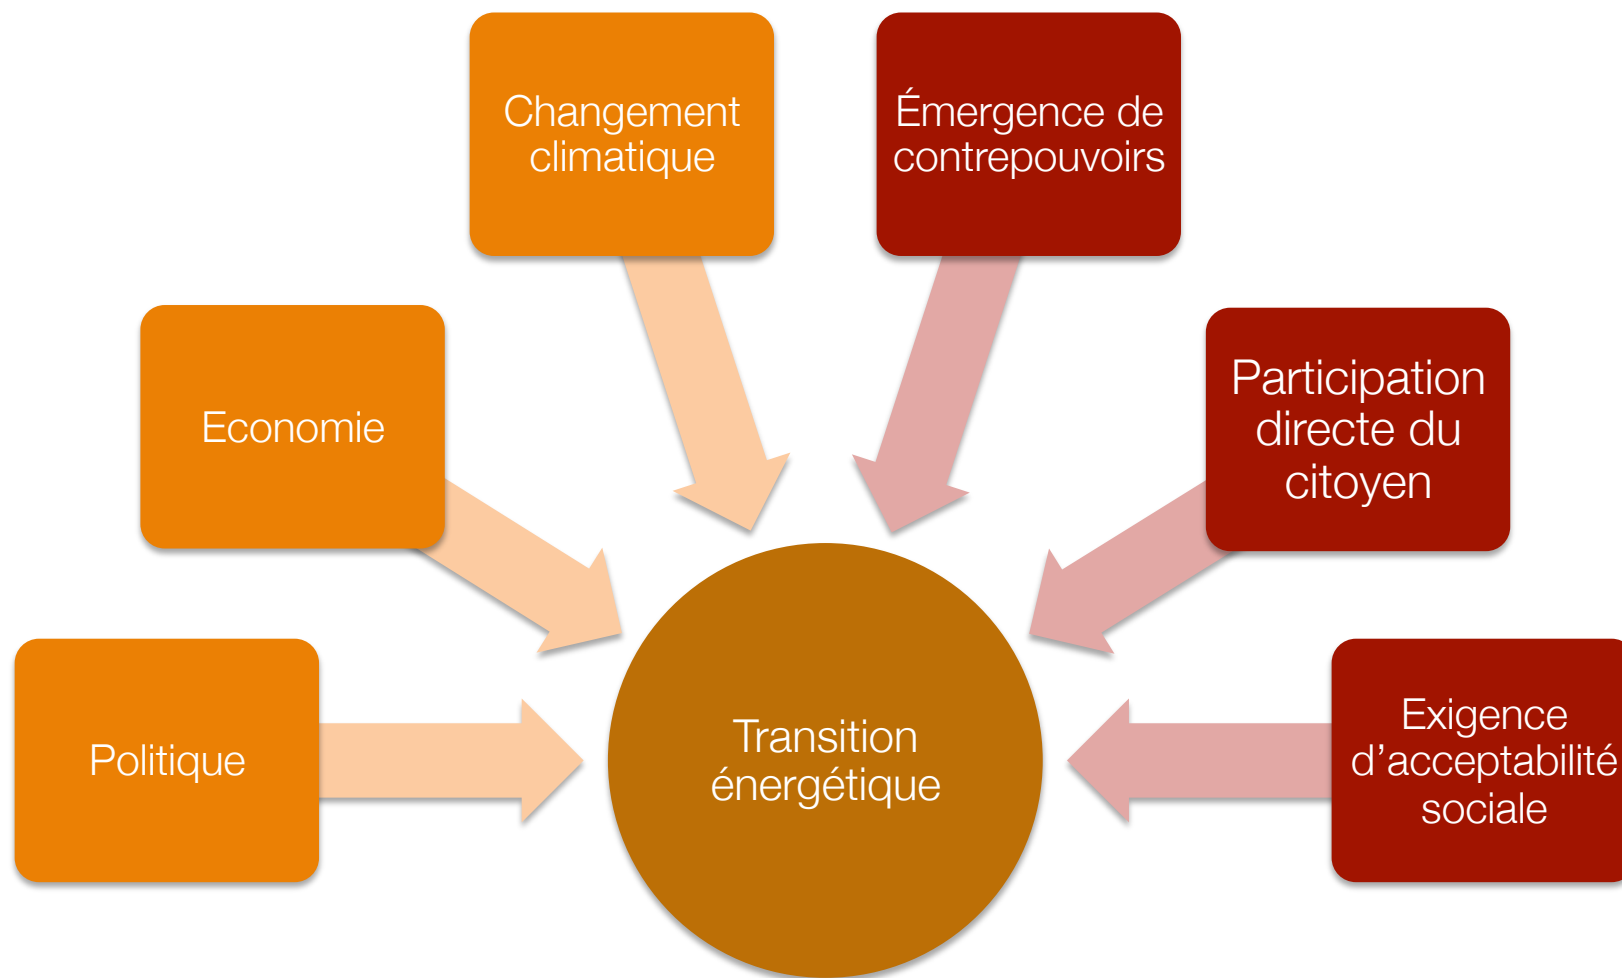 Changement
climatique
Émergence de
contrepouvoirs
Economie
Participation
directe du
citoyen
Politique
Transition
énergétique
Exigence
d’acceptabilité
sociale